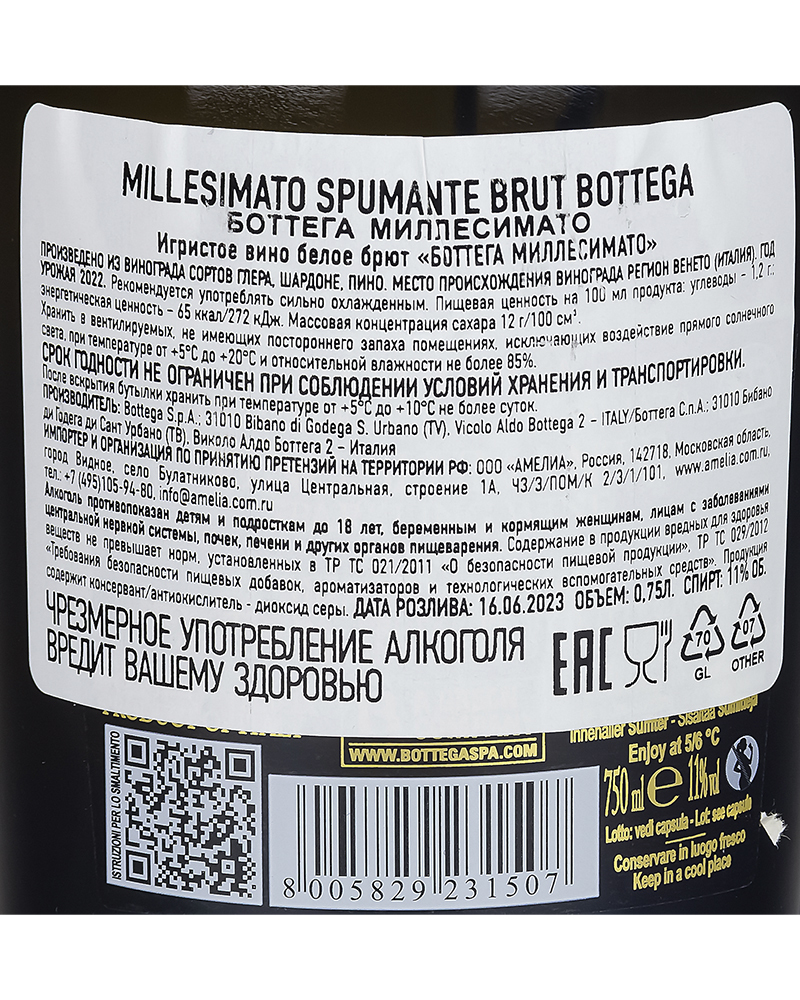 MILLESIMATO SPUMANTE BRUT BOTTEGA
БОТТЕГА МИЛЛЕСИМАТО
Игристое вино белое брют «БОТТЕГА МИЛЛЕСИМАТО»
ПРОИЗВЕДЕНО ИЗ ВИНОГРАДА СОРТОВ ГЛЕРА, ШАРДОНЕ, ПИНО. МЕСТО ПРОИСХОЖДЕНИЯ ВИНОГРАДА РЕГИОН ВЕНЕТО (ИТАЛИЯ). ГОД
УРОЖАЯ 2022. Рекомендуется употреблять сильно охлажденным. Пищевая ценность на 100 мл продукта: углеводы – 1,2 г.;
энергетическая ценность – 65 ккал/272 кДж. Массовая концентрация сахара 12 г/100 см³.
Хранить в вентилируемых, не имеющих постороннего запаха помещениях, исключающих воздействие прямого солнечного
света, при температуре от +5°С до +20°С и относительной влажности не более 85%.
СРОК ГОДНОСТИ НЕ ОГРАНИЧЕН ПРИ СОБЛЮДЕНИИ УСЛОВИЙ ХРАНЕНИЯ И ТРАНСПОРТИРОВКИ.
После вскрытия бутылки хранить при температуре от +5°С до +10°С не более суток.
ПРОИЗВОДИТЕЛЬ: Bottega S.p.A.: 31010 Bibano di Godega S. Urbano (TV), Vicolo Aldo Bottega 2 – ITALY/Боттега С.п.А.: 31010 Бибано
ди Годега ди Сант Урбано (ТВ), Виколо Алдо Боттега 2 – Италия
ИМПОРТЕР И ОРГАНИЗАЦИЯ ПО ПРИНЯТИЮ ПРЕТЕНЗИЙ НА ТЕРРИТОРИИ РФ: ООО «АМЕЛИА», Россия, 142718, Московская область,
город Видное, село Булатниково, улица Центральная, строение 1А, ЧЗ/Э/ПОМ/К 2/3/1/101, www.amelia.com.ru,
тел.: +7 (495)105-94-80, info@amelia.com.ru
Алкоголь противопоказан детям и подросткам до 18 лет, беременным и кормящим женщинам, лицам с заболеваниями
центральной нервной системы, почек, печени и других органов пищеварения. Содержание в продукции вредных для здоровья
веществ не превышает норм, установленных в ТР ТС 021/2011 «О безопасности пищевой продукции», ТР ТС 029/2012
«Требования безопасности пищевых добавок, ароматизаторов и технологических вспомогательных средств». Продукция
содержит консервант/антиокислитель - диоксид серы. ДАТА РОЗЛИВА: 16.06.2023 ОБЪЕМ: 0,75Л. СПИРТ: 11% ОБ.
ЧРЕЗМЕРНОЕ УПОТРЕБЛЕНИЕ АЛКОГОЛЯ
ВРЕДИТ ВАШЕМУ ЗДОРОВЬЮ
EAC
70
GL
07
OTHER
WWW.BOTTEGASPA.COM
Enjoy at 5/6 °C
750 ml e 11% vol
Lotto; vedi capsula - Lot: see capsule
Conservare in luogo fresco
Keep in a cool place
ISTRUZIONI PER LO SMALTIMENTO
8 005829 231507